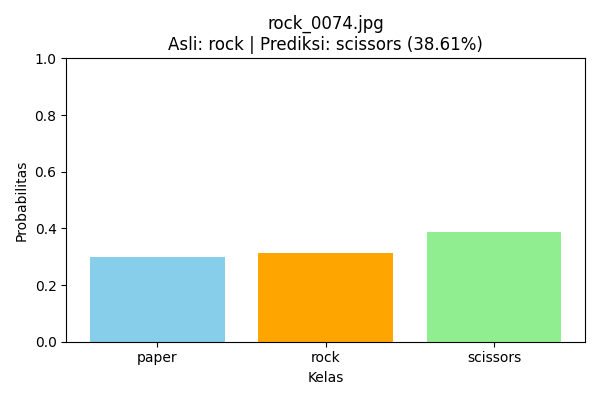 rock_0074.jpg
Asli: rock | Prediksi: scissors (38.61%)
1.0
0.8
0.6
0.4
0.2
0.0
Probabilitas
paper rock scissors
Kelas